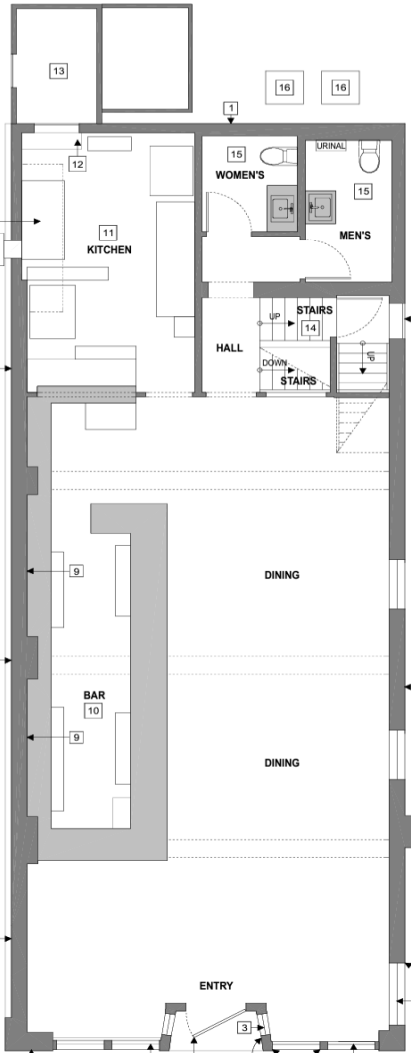 13
16
16
1
URINAL
15
WOMEN'S
15
MEN'S
12
11
KITCHEN
STAIRS
UP
14
HALL
DOWN
STAIRS
UP
9
DINING
BAR
10
9
DINING
ENTRY
3